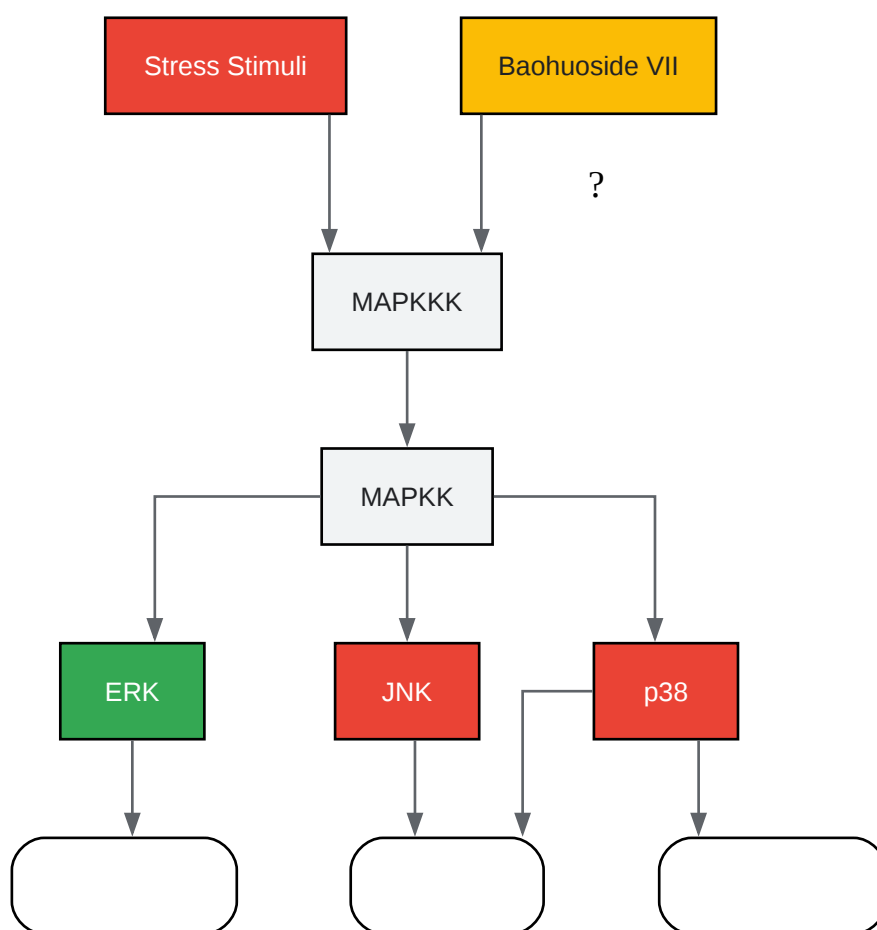 Stress Stimuli
Baohuoside VII
?
MAPKKK
MAPKK
ERK
JNK
p38